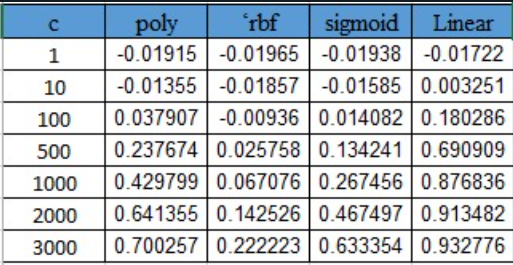 c poly ‘rbf sigmoid Linear
1 -0.01915 -0.01965 -0.01938 -0.01722
10 -0.01355 -0.01857 -0.01585 0.003251
100 0.037907 -0.00936 0.014082 0.180286
500 0.237674 0.025758 0.134241 0.690909
1000 0.429799 0.067076 0.267456 0.876836
2000 0.641355 0.142526 0.467497 0.913482
3000 0.700257 0.222223 0.633354 0.932776